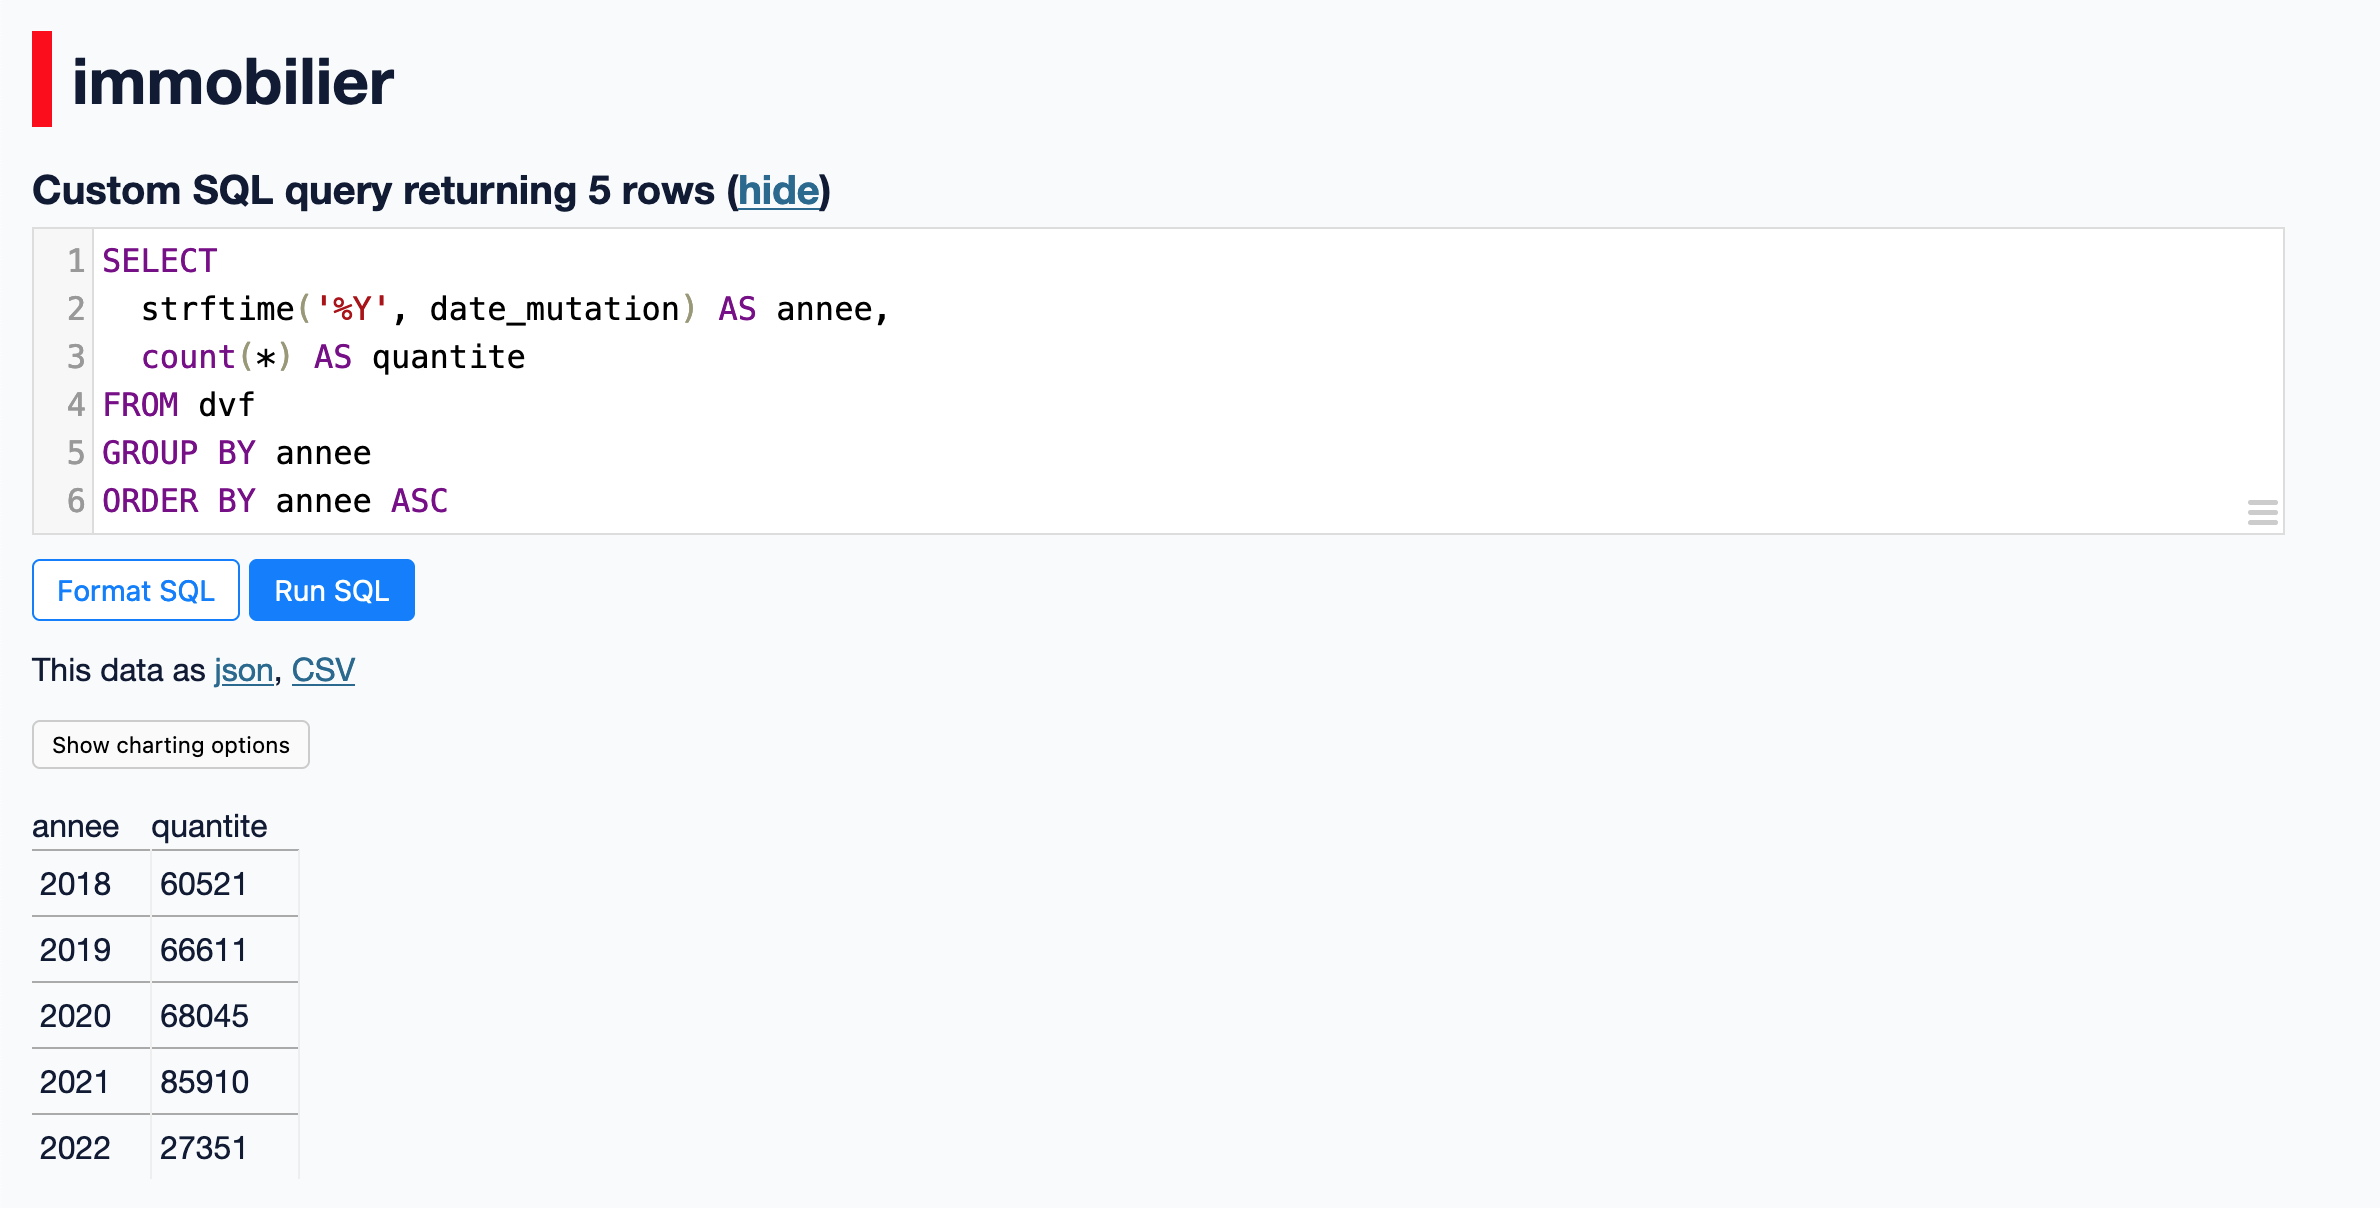 immobilier
Custom SQL query returning 5 rows (hide)
1 SELECT
2 strftime('%Y', date_mutation) AS annee,
3 count(*) AS quantite
4 FROM dvf
5 GROUP BY annee
6 ORDER BY annee ASC
Format SQL Run SQL
This data as json, CSV
Show charting options
annee quantite
2018 60521
2019 66611
2020 68045
2021 85910
2022 27351